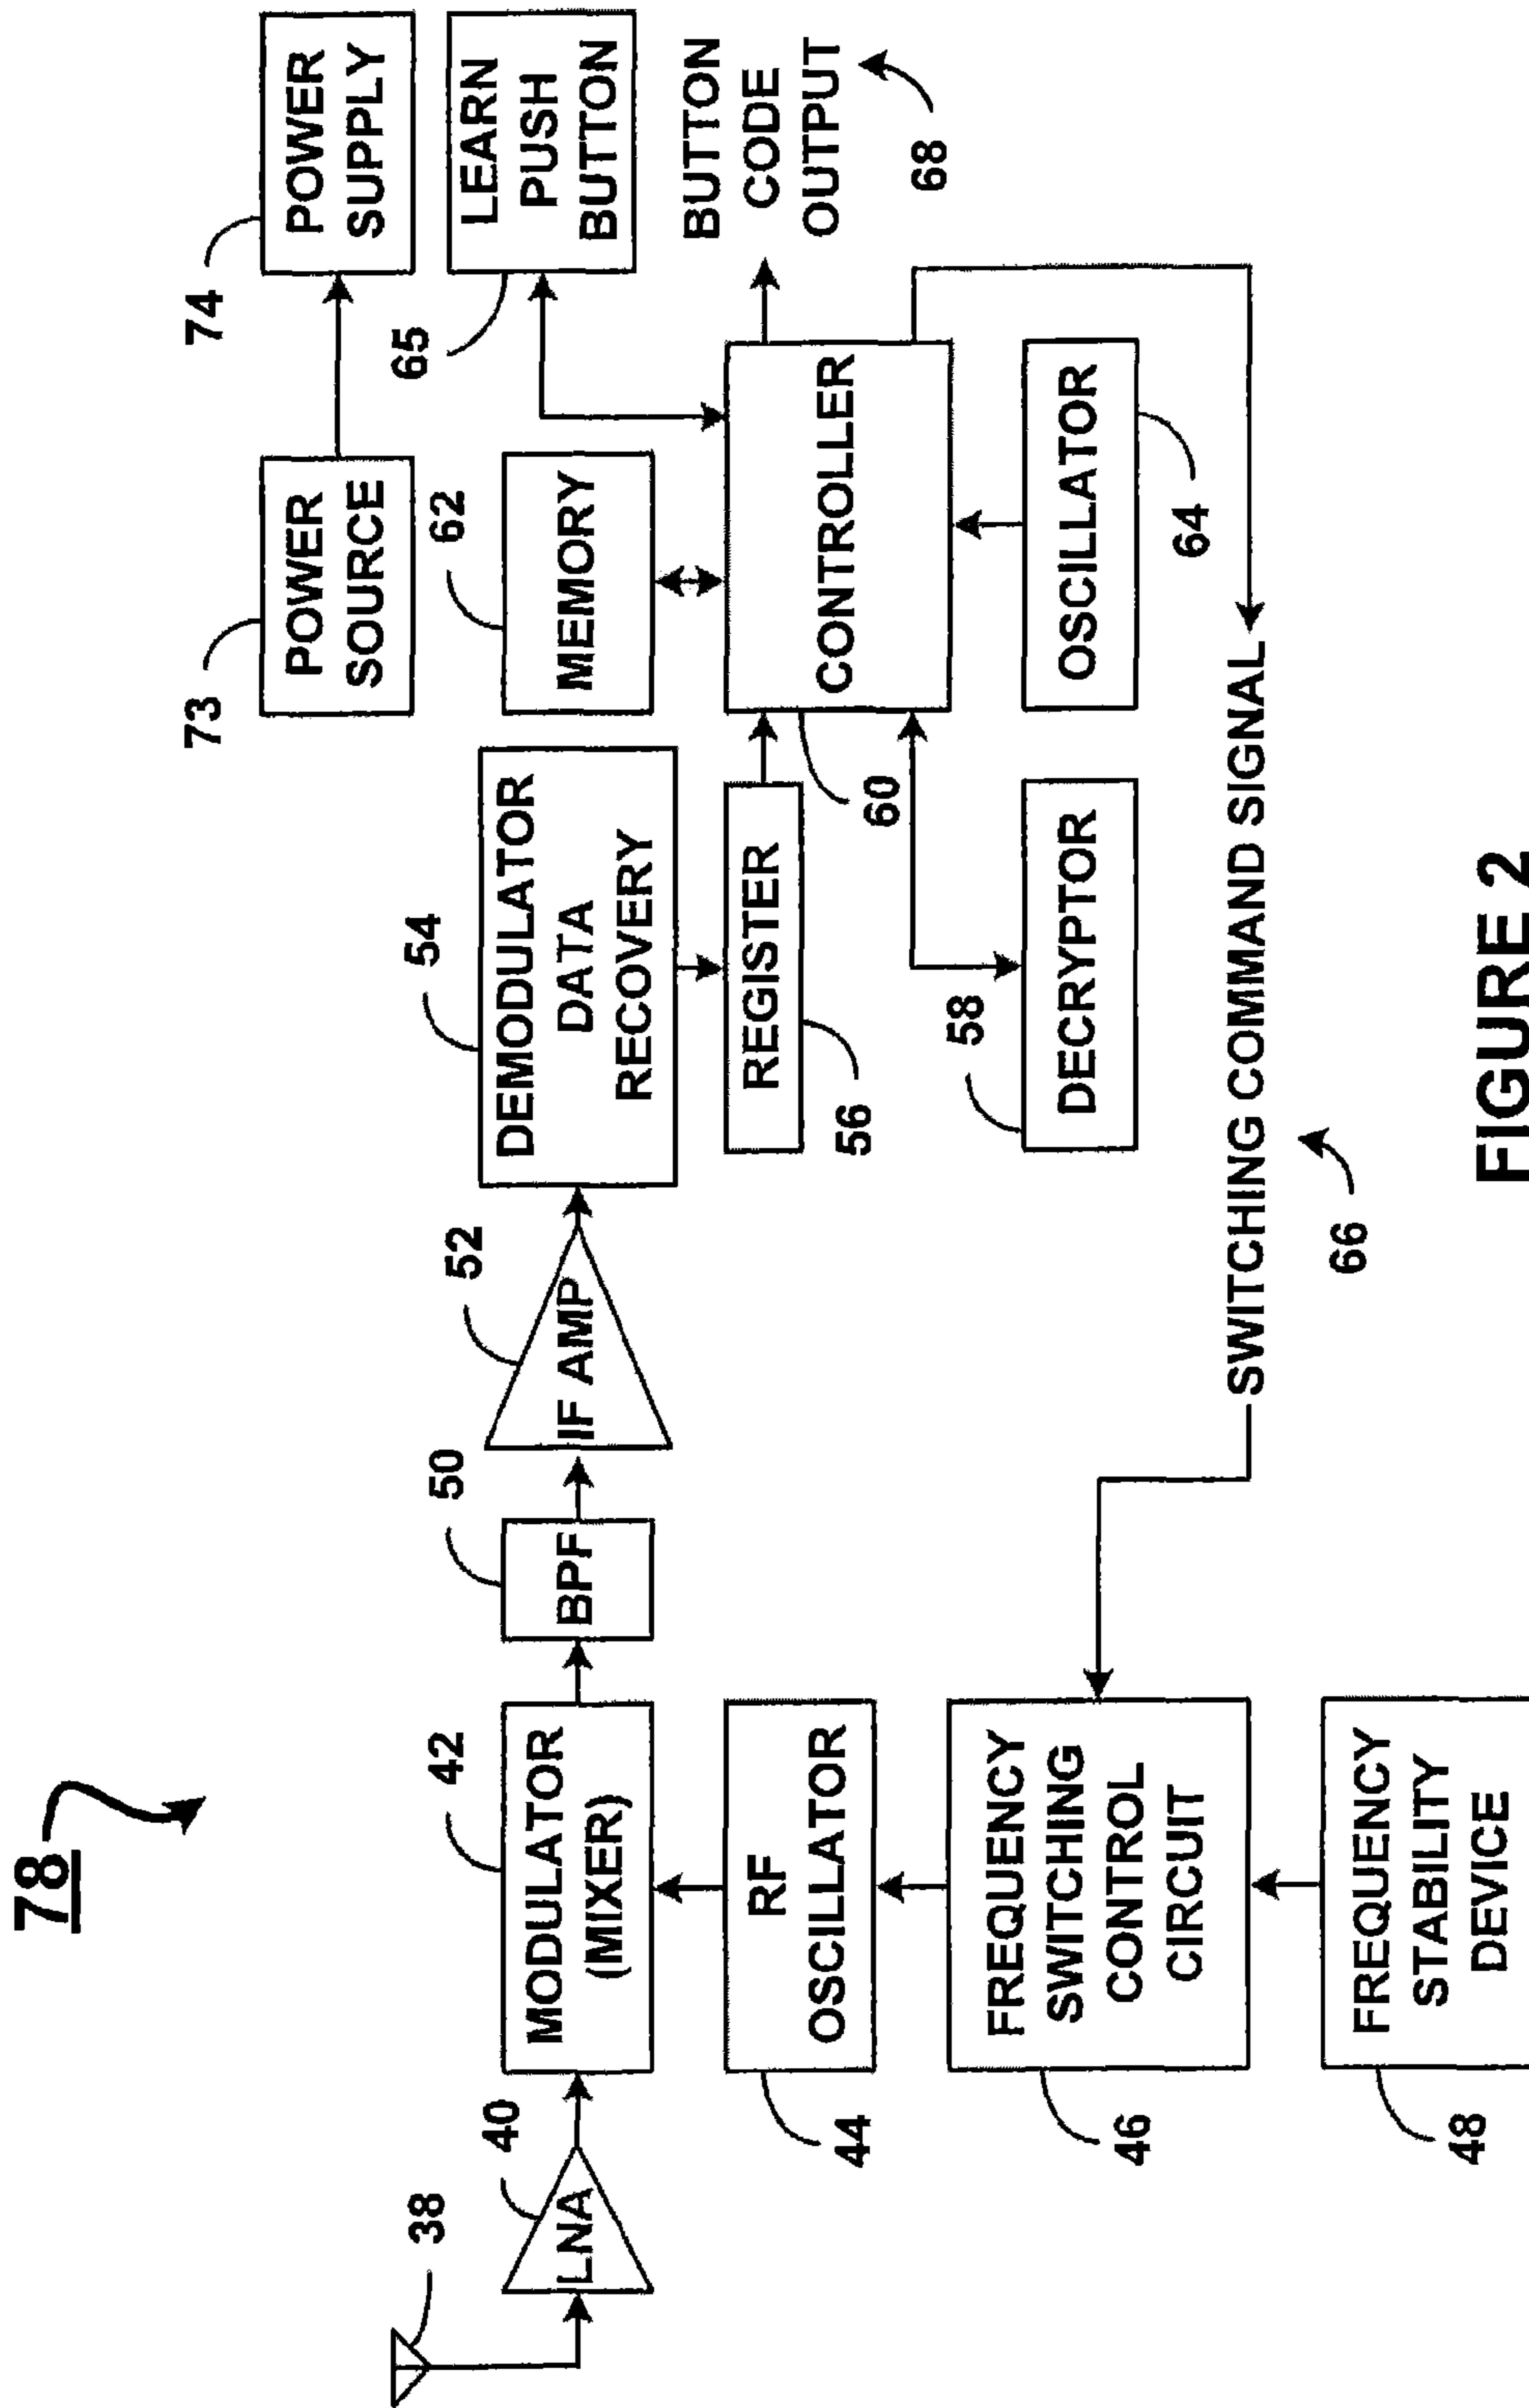 78
38
40
LNA
42
MODULATOR
(MIXER)
44
RF
OSCILLATOR
46
FREQUENCY
SWITCHING
CONTROL
CIRCUIT
48
FREQUENCY
STABILITY
DEVICE
50
BPF
52
IF AMP
54
DEMODULATOR
DATA
RECOVERY
56
REGISTER
58
DECRYPTOR
60
CONTROLLER
62
MEMORY
64
OSCILLATOR
73
POWER
SOURCE
74
POWER
SUPPLY
65
LEARN
PUSH
BUTTON
BUTTON
CODE
OUTPUT
68
SWITCHING COMMAND SIGNAL
66
FIGURE 2